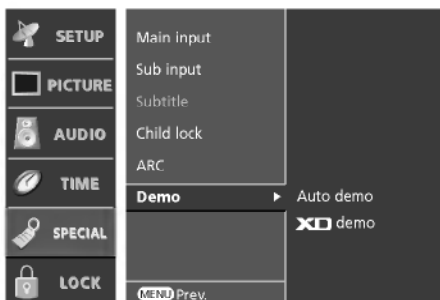 SETUP
PICTURE
AUDIO
TIME
SPECIAL
LOCK
Main input
Sub input
Subtitle
Child lock
ARC
Demo
MENU Prev.
Auto demo
XD demo